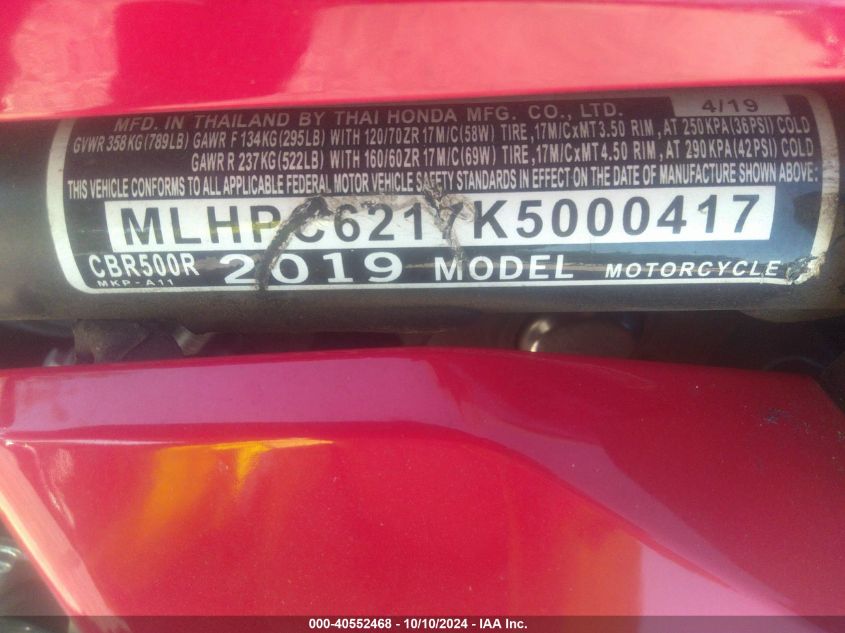 4/19
MFD. IN THAILAND BY THAI HONDA MFG. CO., LTD.
GVWR 358KG(789LB) GAWR F 134KG(295LB) WITH 120/70ZR17M/C(58W) TIRE,17M/CxMT3.50 RIM,AT 250KPA(36PSI) COLD
GAWR R 237KG(522LB) WITH 160/60ZR17M/C(69W) TIRE,17M/CxMT4.50 RIM,AT 290KPA(42PSI) COLD
THIS VEHICLE CONFORMS TO ALL APPLICABLE FEDERAL MOTOR VEHICLE SAFETY STANDARDS IN EFFECT ON THE DATE OF MANUFACTURE SHOWN ABOVE:
MLHPC6217K5000417
CBR500R 2019 MODEL MOTORCYCLE
MKP-A11
000-40552468 - 10/10/2024 - IAA Inc.